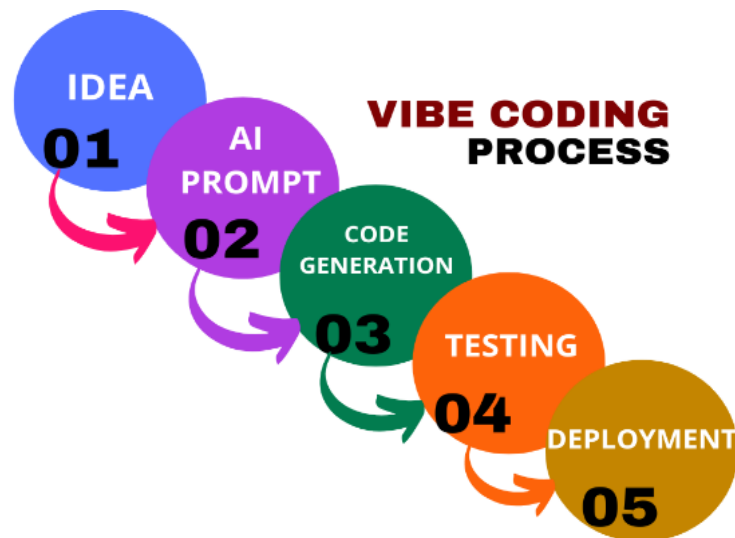 IDEA
01
VIBE CODING
PROCESS
AI
PROMPT
02
CODE
GENERATION
03
TESTING
04
DEPLOYMENT
05